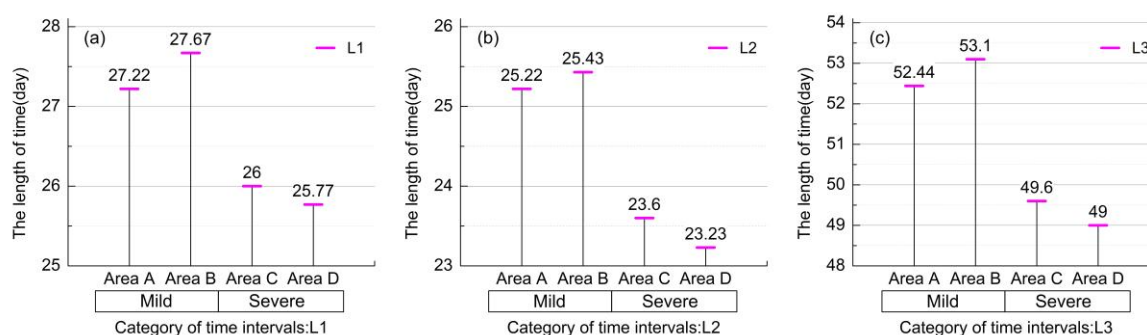 (a)
L1
The length of time(day)
28
27
26
25
27.22
27.67
26
25.77
Area A Area B Area C Area D
Mild Severe
Category of time intervals:L1
(b)
L2
The length of time(day)
26
25
24
23
25.22
25.43
23.6
23.23
Area A Area B Area C Area D
Mild Severe
Category of time intervals:L2
(c)
L3
The length of time(day)
54
53
52
51
50
49
48
52.44
53.1
49.6
49
Area A Area B Area C Area D
Mild Severe
Category of time intervals:L3